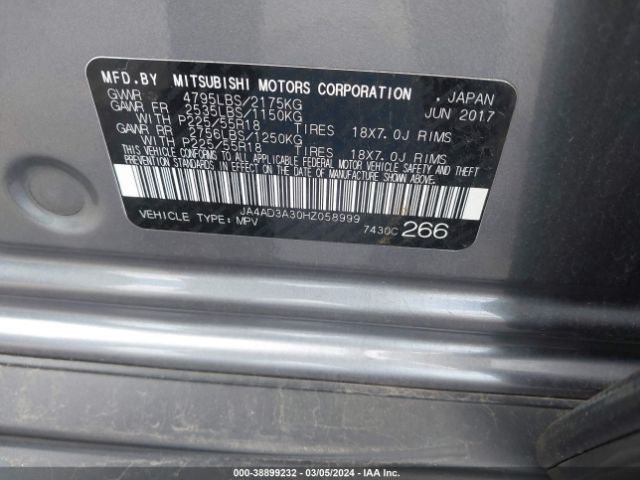 MFD.BY MITSUBISHI MOTORS CORPORATION , JAPAN
GVWR 4795LBS/2175KG JUN 2017
GAWR FR 2535LBS/1150KG
WITH P225/55R18 TIRES 18X7.0J RIMS
GAWR RR 2756LBS/1250KG
WITH P225/55R18 TIRES 18X7.0J RIMS
THIS VEHICLE CONFORMS TO ALL APPLICABLE FEDERAL MOTOR VEHICLE SAFETY AND THEFT
PREVENTION STANDARDS IN EFFECT ON THE DATE OF MANUFACTURE SHOWN ABOVE.
JA4AD3A30HZ058999
VEHICLE TYPE:MPV 7430C 266
000-38899232 - 03/05/2024 - IAA Inc.